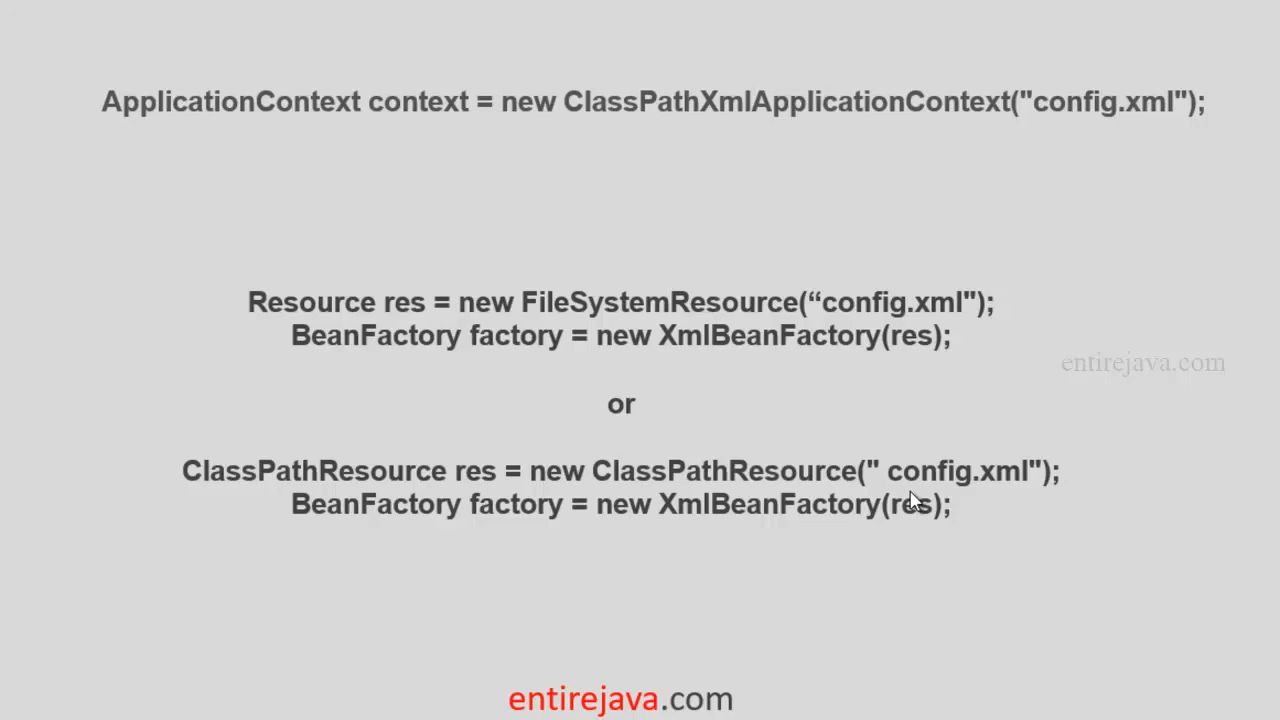 ApplicationContext context = new ClassPathXmlApplicationContext("config.xml");
Resource res = new FileSystemResource(“config.xml");
BeanFactory factory = new XmlBeanFactory(res);
entirejava.com
or
ClassPathResource res = new ClassPathResource(" config.xml");
BeanFactory factory = new XmlBeanFactory(res);
entirejava.com